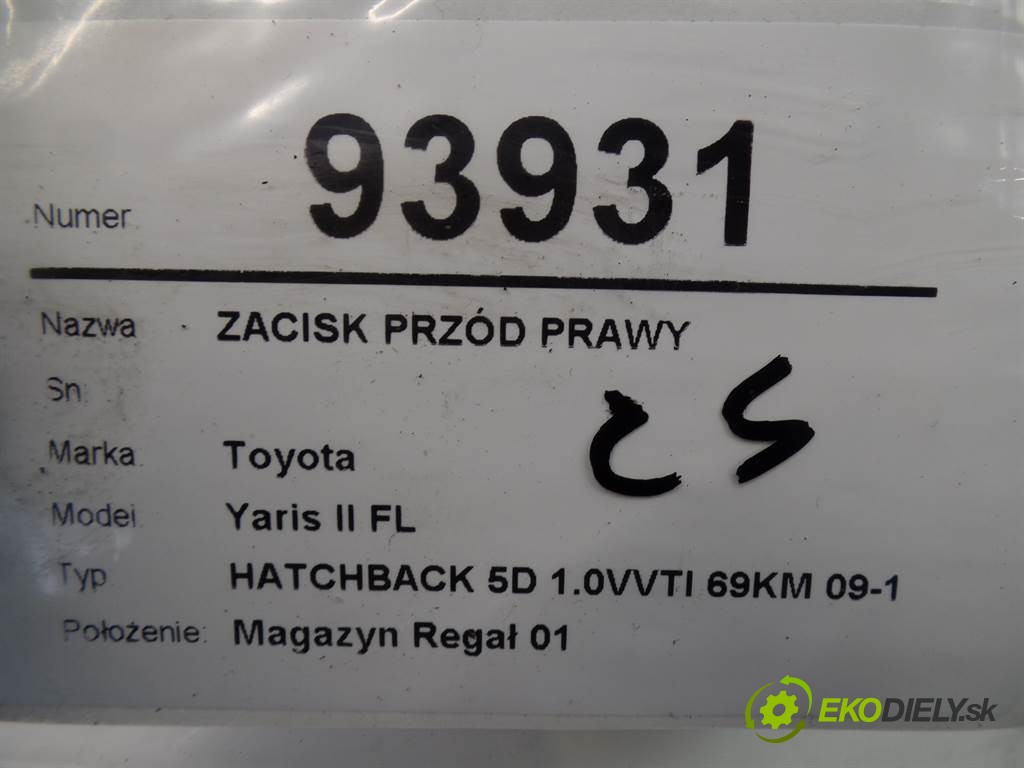 Numer 93931
Nazwa ZACISK PRZÓD PRAWY
Sn
Marka Toyota
Model Yaris II FL
Typ HATCHBACK 5D 1.0VVTI 69KM 09-1
Położenie: Magazyn Regał 01
EKODIELY.sk